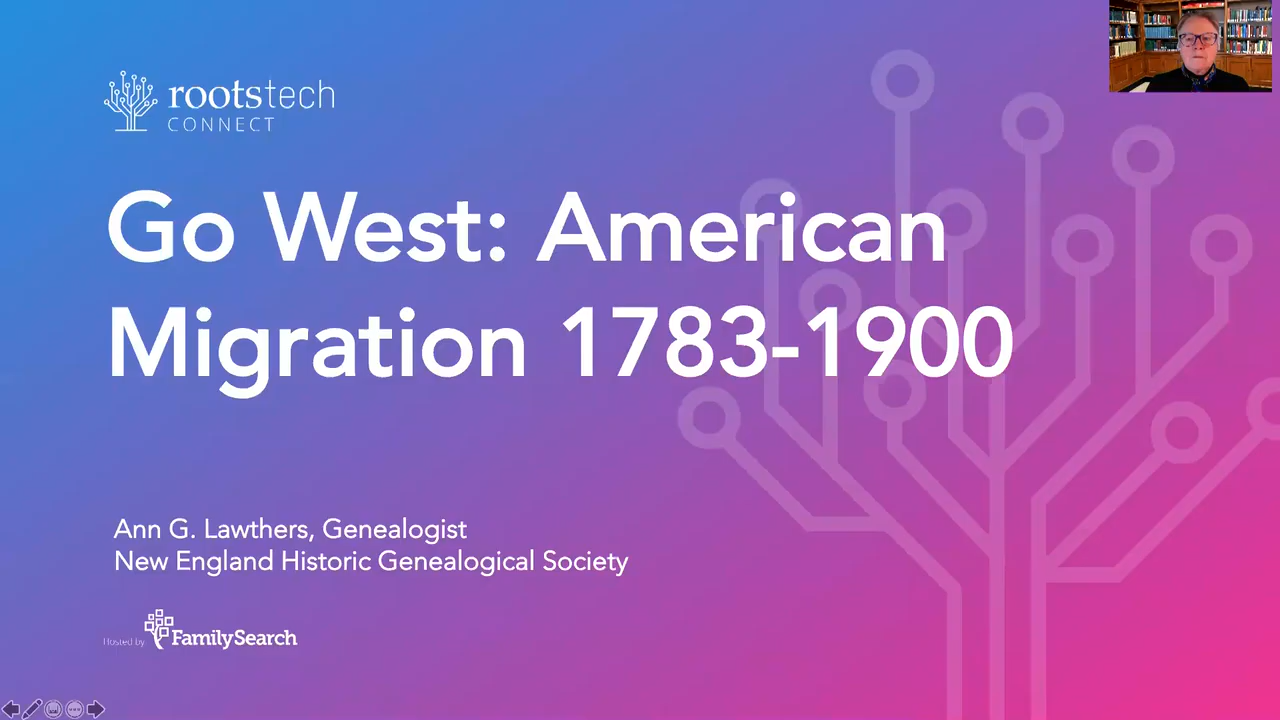 rootstech
CONNECT
Go West: American
Migration 1783-1900
Ann G. Lawthers, Genealogist
New England Historic Genealogical Society
Hosted by FamilySearch